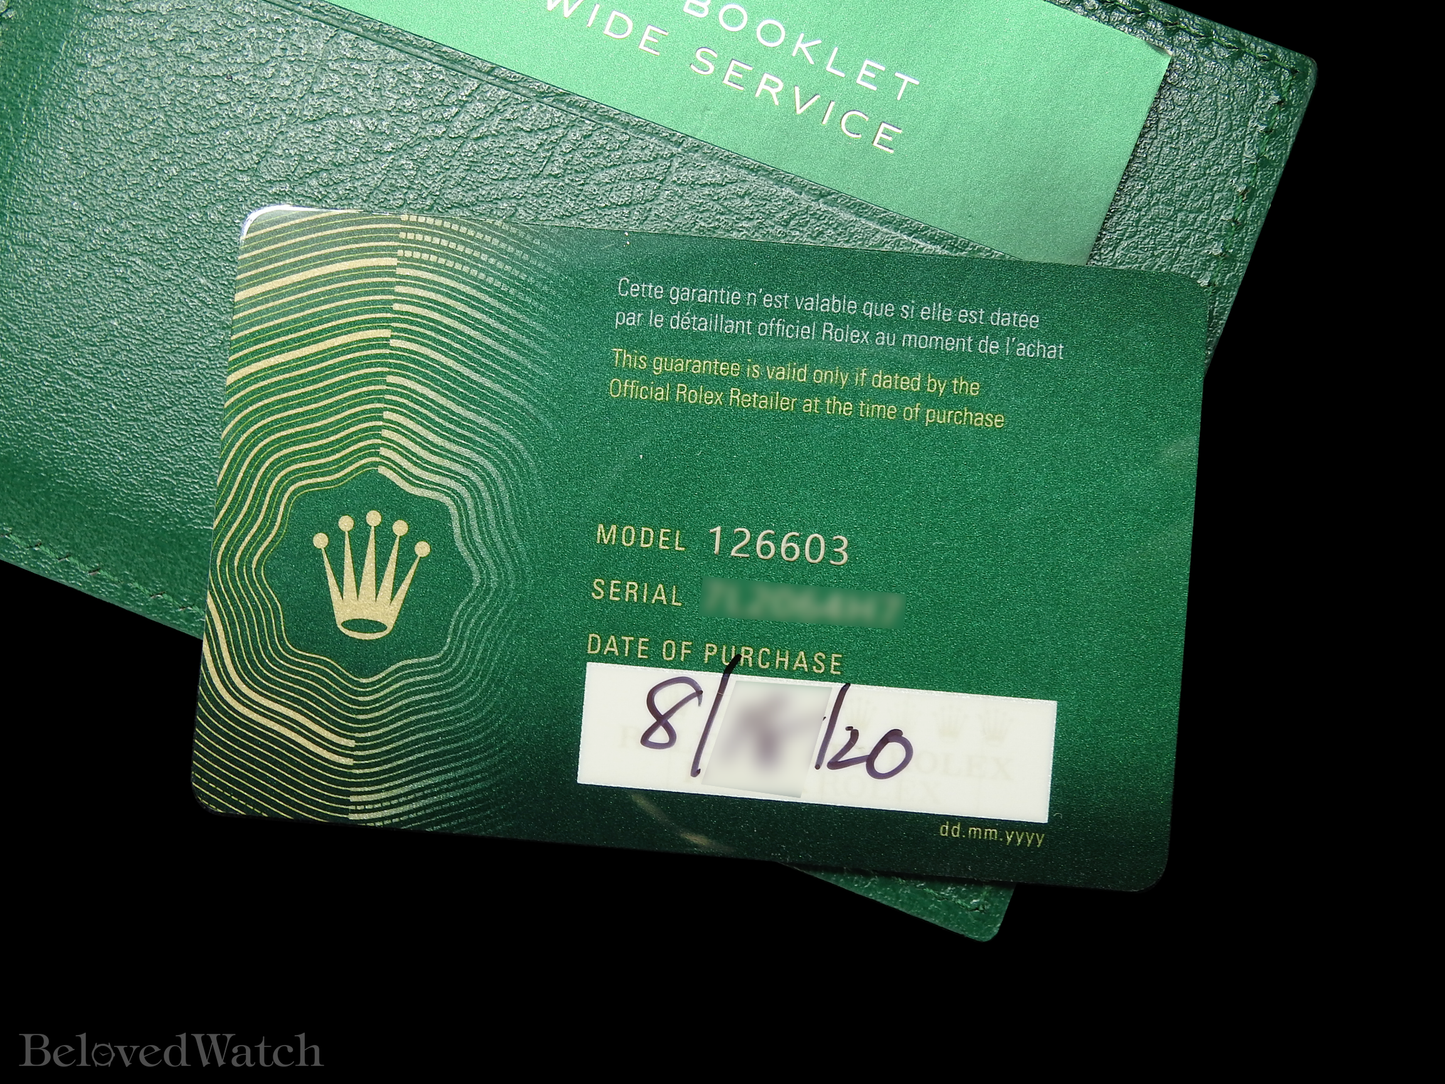 BOOKLET
WIDE SERVICE
Cette garantie n'est valable que si elle est datée
par le détaillant officiel Rolex au moment de l'achat
This guarantee is valid only if dated by the
Official Rolex Retailer at the time of purchase
MODEL 126603
SERIAL
DATE OF PURCHASE
8/ /20
ROLEX
ROLEX
dd.mm.yyyy
BelovedWatch